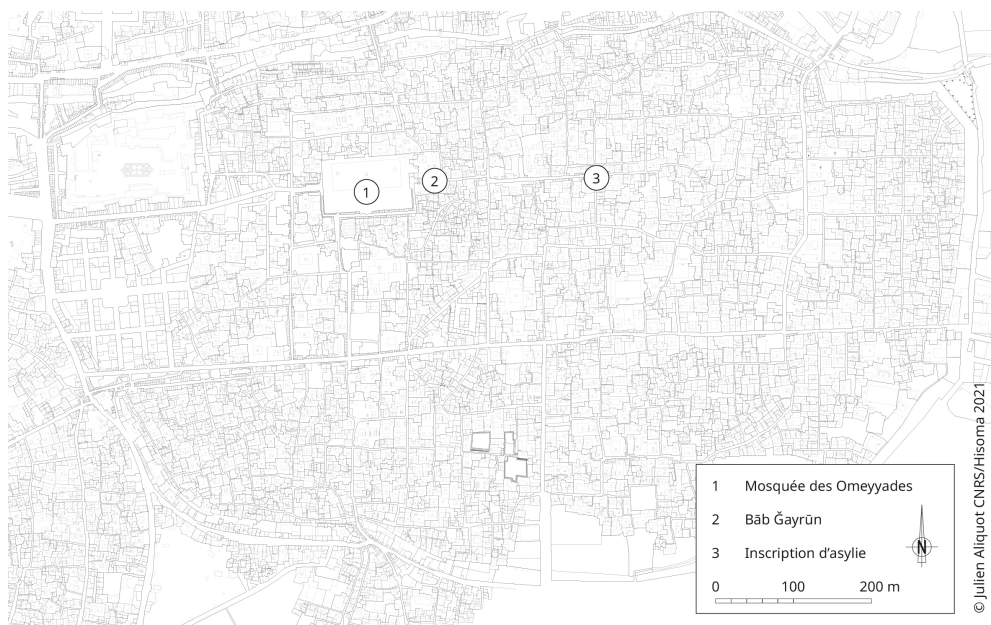 1
2
3
1 Mosquée des Omeyyades
2 Bāb Ǧayrūn
3 Inscription d’asylie
N
0 100 200 m
© Julien Aliquot CNRS/Hisoma 2021